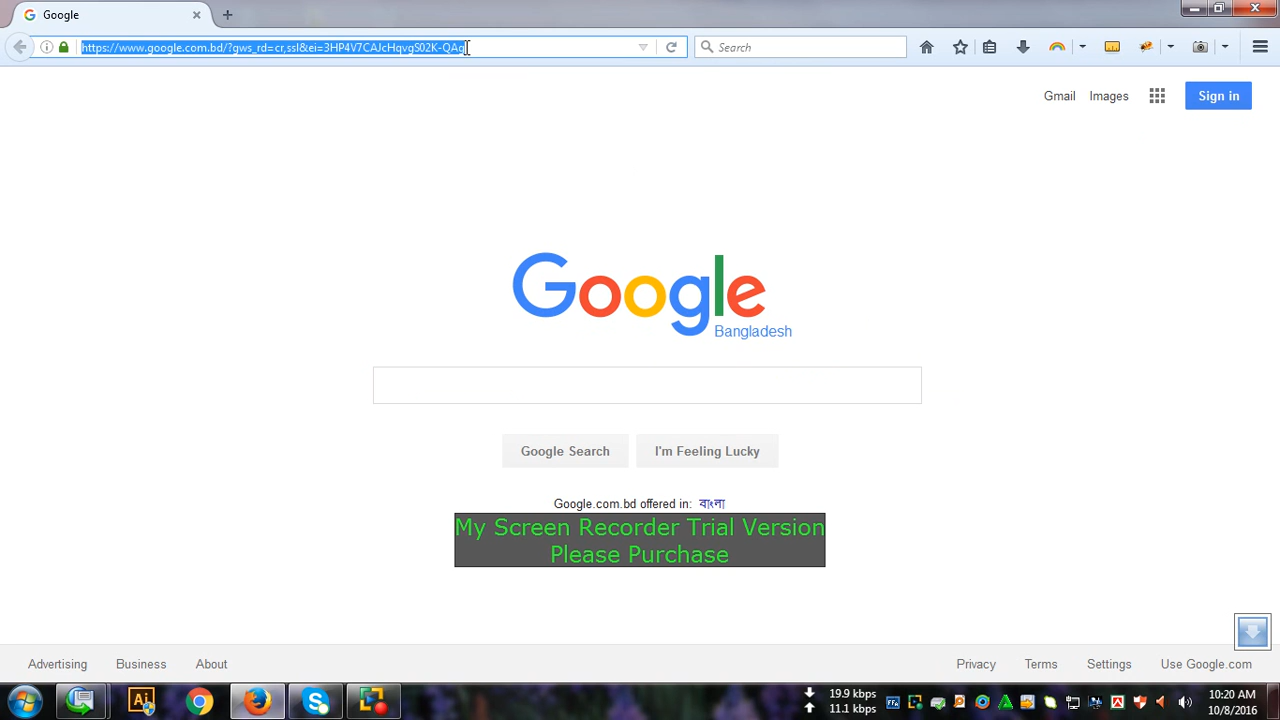 Google
https://www.google.com.bd/?gws_rd=cr,ssl&ei=3HP4V7CAJcHqvgS02K-QAg
Search
Gmail Images Sign in
Google
Bangladesh
Google Search I'm Feeling Lucky
Google.com.bd offered in: বাংলা
My Screen Recorder Trial Version
Please Purchase
Advertising Business About Privacy Terms Settings Use Google.com
Ai
19.9 kbps
11.1 kbps
10:20 AM
10/8/2016